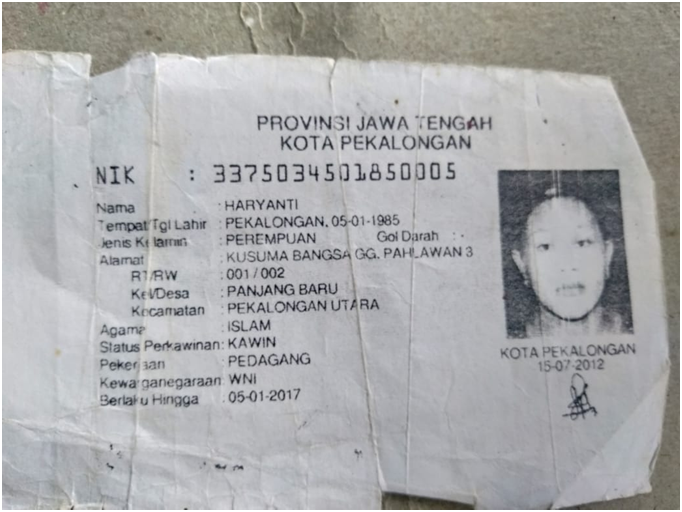 PROVINSI JAWA TENGAH
KOTA PEKALONGAN
NIK : 3375034501850005
Nama : HARYANTI
Tempat/Tgl Lahir : PEKALONGAN, 05-01-1985
Jenis Kelamin : PEREMPUAN Gol Darah : -
Alamat : KUSUMA BANGSA GG. PAHLAWAN 3
RT/RW : 001 / 002
Kel/Desa : PANJANG BARU
Kecamatan : PEKALONGAN UTARA
Agama : ISLAM
Status Perkawinan: KAWIN
Pekerjaan : PEDAGANG
Kewarganegaraan: WNI
Berlaku Hingga : 05-01-2017
KOTA PEKALONGAN
15-07-2012